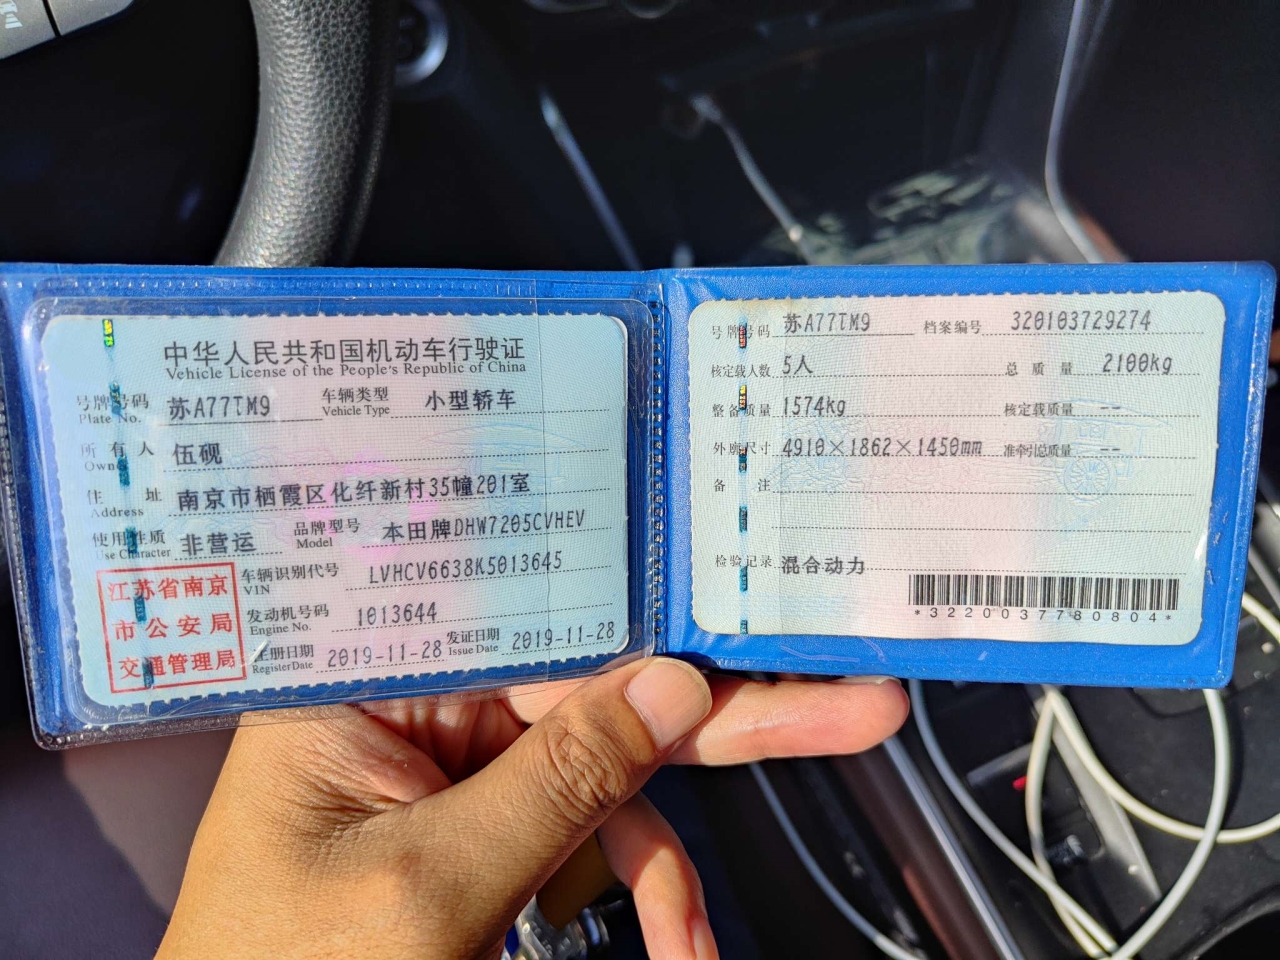 中华人民共和国机动车行驶证
Vehicle License of the People's Republic of China
号牌号码 苏A77TM9 车辆类型 小型轿车
Plate No. Vehicle Type
所有人 伍砚
Owner
住址 南京市栖霞区化纤新村35幢201室
Address
使用性质 非营运 品牌型号 本田牌DHW7205CVHEV
Use Character Model
江苏省南京
市公安局
交通管理局
车辆识别代号 LVHCV6638K5013645
VIN
发动机号码 1013644
Engine No.
注册日期 2019-11-28 发证日期 2019-11-28
Register Date Issue Date
号牌号码 苏A77TM9 档案编号 320103729274
核定载人数 5人 总质量 2100kg
整备质量 1574kg 核定载质量 --
外廓尺寸 4910×1862×1450mm 准牵引总质量 --
备注
检验记录 混合动力
*3220037780804*